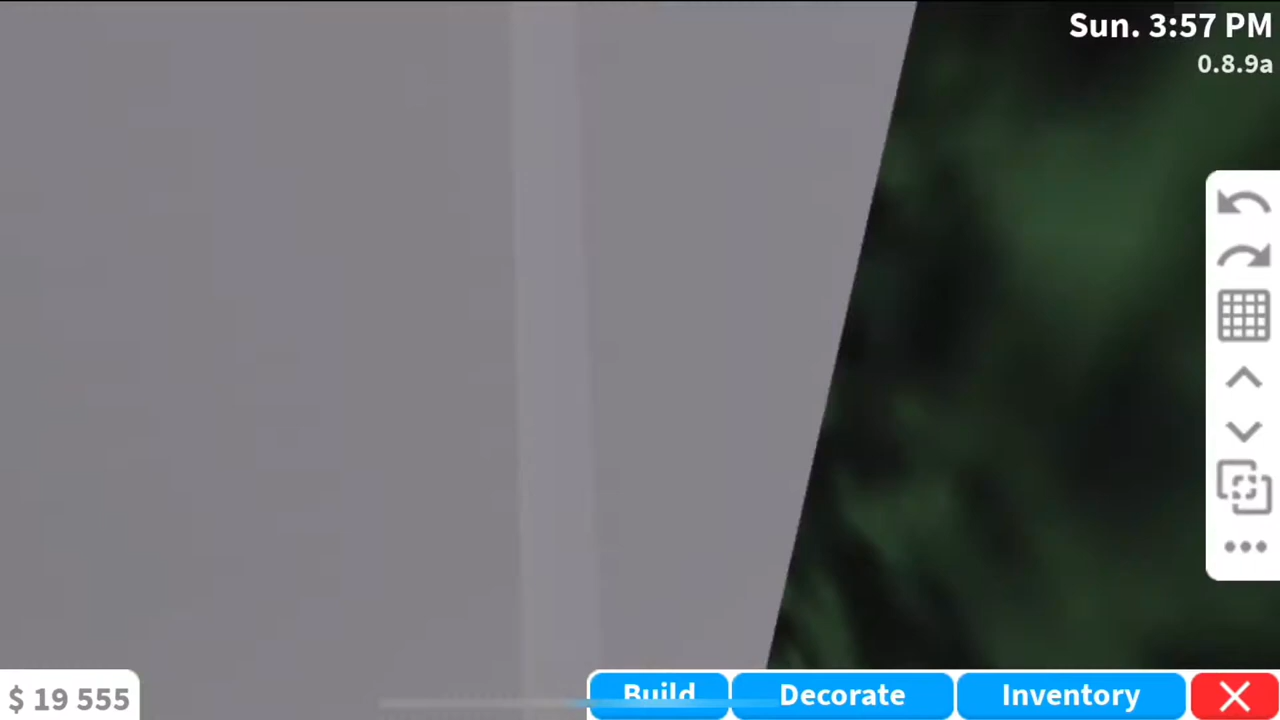 Sun. 3:57 PM
0.8.9a
$ 19 555
Build
Decorate
Inventory